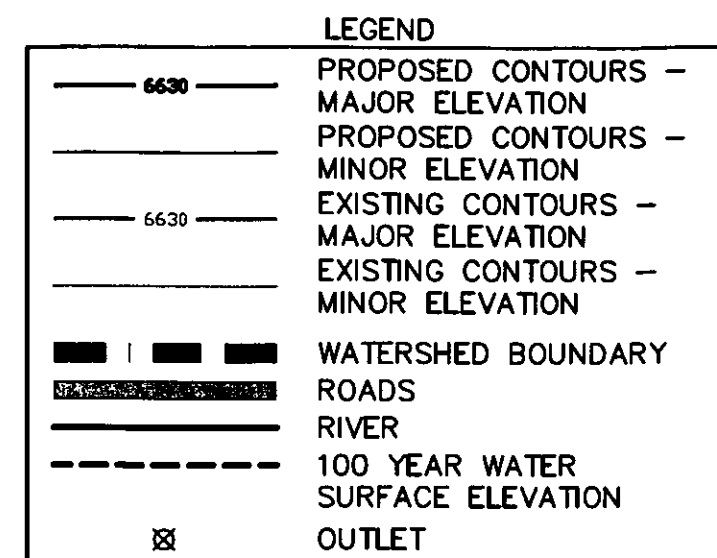 LEGEND
6630 PROPOSED CONTOURS –
MAJOR ELEVATION
PROPOSED CONTOURS –
MINOR ELEVATION
6630 EXISTING CONTOURS –
MAJOR ELEVATION
EXISTING CONTOURS –
MINOR ELEVATION
WATERSHED BOUNDARY
ROADS
RIVER
100 YEAR WATER
SURFACE ELEVATION
OUTLET